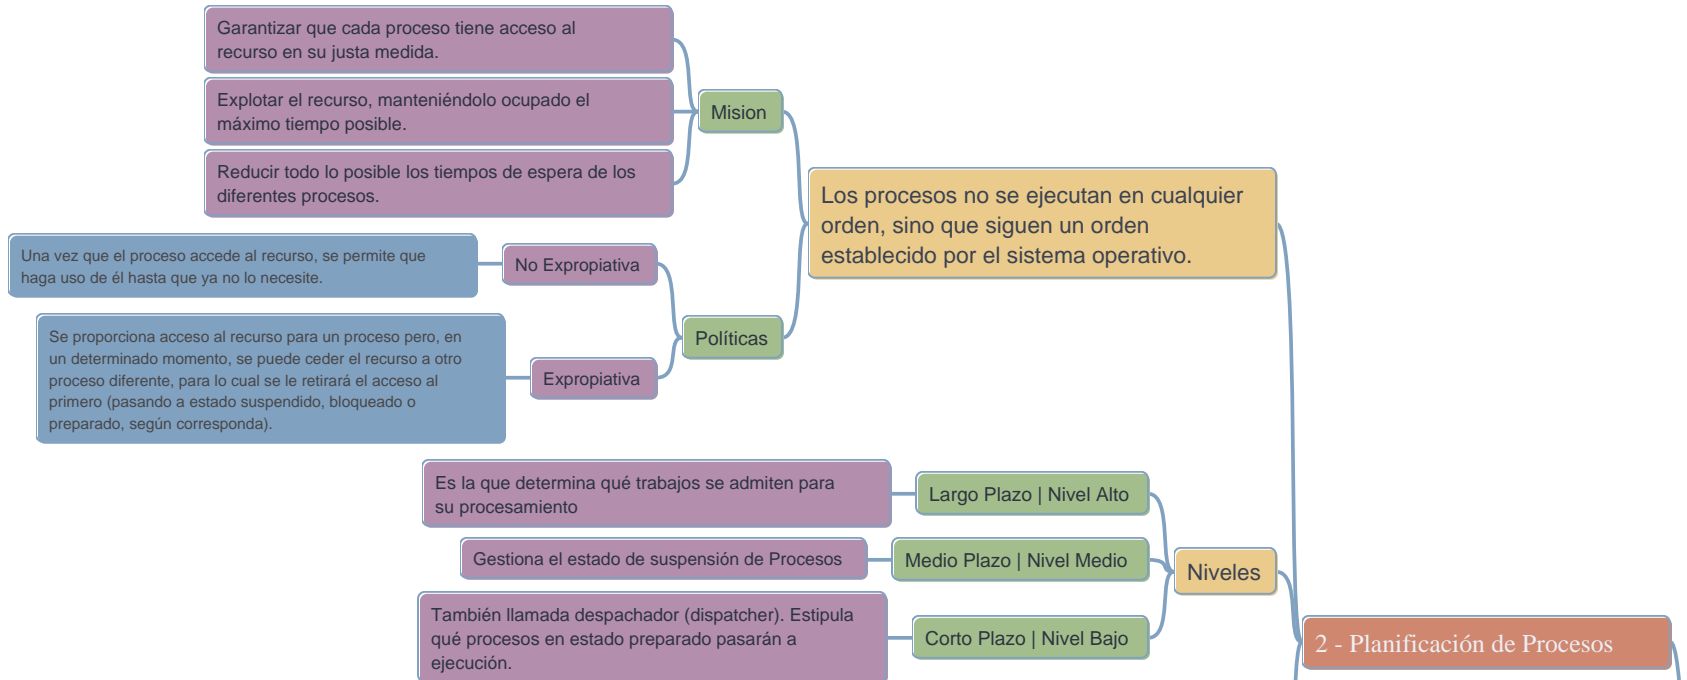 Garantizar que cada proceso tiene acceso al
recurso en su justa medida.
Explotar el recurso, manteniéndolo ocupado el
máximo tiempo posible.
Mision
Reducir todo lo posible los tiempos de espera de los
diferentes procesos.
Los procesos no se ejecutan en cualquier
orden, sino que siguen un orden
establecido por el sistema operativo.
Una vez que el proceso accede al recurso, se permite que
haga uso de él hasta que ya no lo necesite.
No Expropiativa
Políticas
Se proporciona acceso al recurso para un proceso pero, en
un determinado momento, se puede ceder el recurso a otro
proceso diferente, para lo cual se le retirará el acceso al
primero (pasando a estado suspendido, bloqueado o
preparado, según corresponda).
Expropiativa
Es la que determina qué trabajos se admiten para
su procesamiento
Largo Plazo | Nivel Alto
Gestiona el estado de suspensión de Procesos
Medio Plazo | Nivel Medio
Niveles
También llamada despachador (dispatcher). Estipula
qué procesos en estado preparado pasarán a
ejecución.
Corto Plazo | Nivel Bajo
2 - Planificación de Procesos